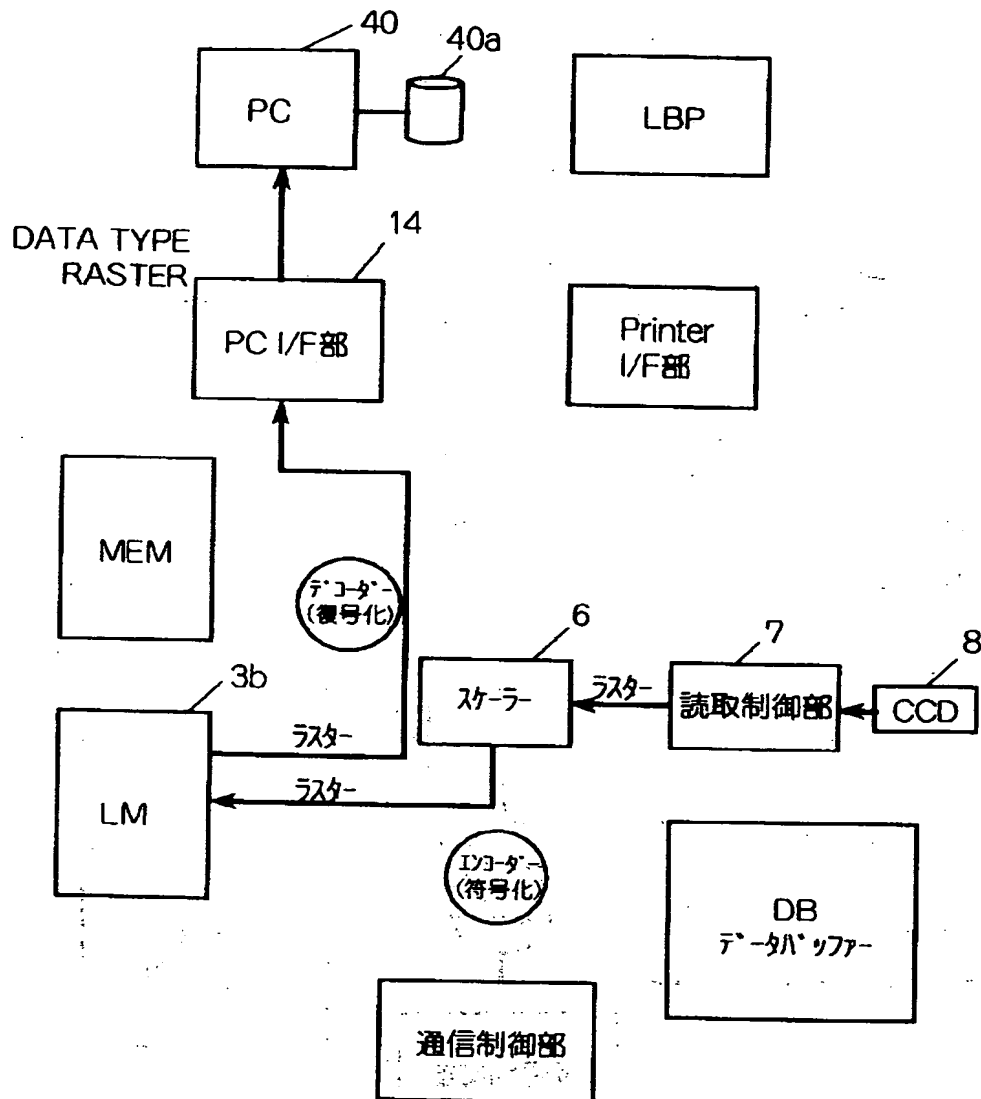 40
40a
PC
LBP
DATA TYPE
RASTER
14
PC I/F部
Printer
I/F部
MEM
デコーダー
(復号化)
6
7
8
3b
スケーラー
ラスター
読取制御部
CCD
ラスター
ラスター
LM
エンコーダー
(符号化)
DB
データバッファー
通信制御部